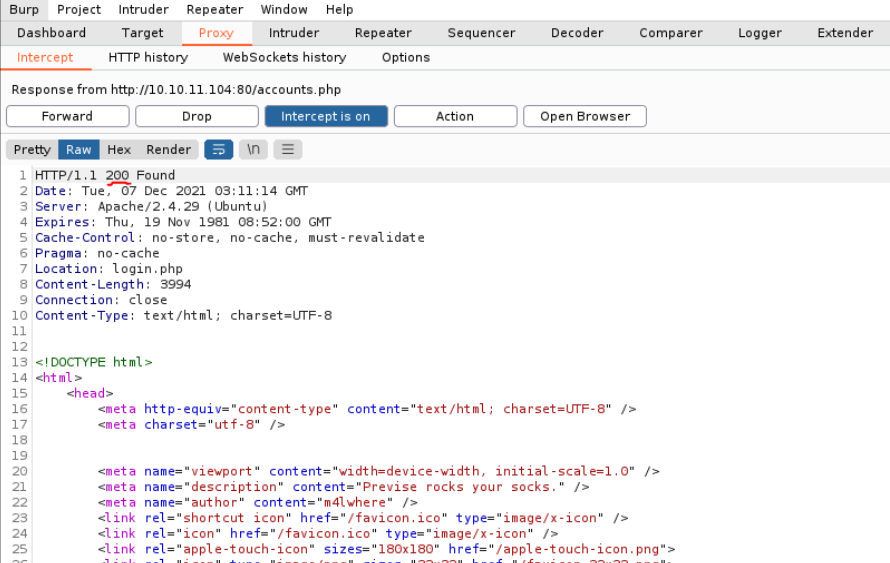 Burp Project Intruder Repeater Window Help
Dashboard Target Proxy Intruder Repeater Sequencer Decoder Comparer Logger Extender
Intercept HTTP history WebSockets history Options
Response from http://10.10.11.104:80/accounts.php
Forward Drop Intercept is on Action Open Browser
Pretty Raw Hex Render \n
1 HTTP/1.1 200 Found
2 Date: Tue, 07 Dec 2021 03:11:14 GMT
3 Server: Apache/2.4.29 (Ubuntu)
4 Expires: Thu, 19 Nov 1981 08:52:00 GMT
5 Cache-Control: no-store, no-cache, must-revalidate
6 Pragma: no-cache
7 Location: login.php
8 Content-Length: 3994
9 Connection: close
10 Content-Type: text/html; charset=UTF-8
11
12
13 <!DOCTYPE html>
14 <html>
15 <head>
16 <meta http-equiv="content-type" content="text/html; charset=UTF-8" />
17 <meta charset="utf-8" />
18
19
20 <meta name="viewport" content="width=device-width, initial-scale=1.0" />
21 <meta name="description" content="Previse rocks your socks." />
22 <meta name="author" content="m4lwhere" />
23 <link rel="shortcut icon" href="/favicon.ico" type="image/x-icon" />
24 <link rel="icon" href="/favicon.ico" type="image/x-icon" />
25 <link rel="apple-touch-icon" sizes="180x180" href="/apple-touch-icon.png">